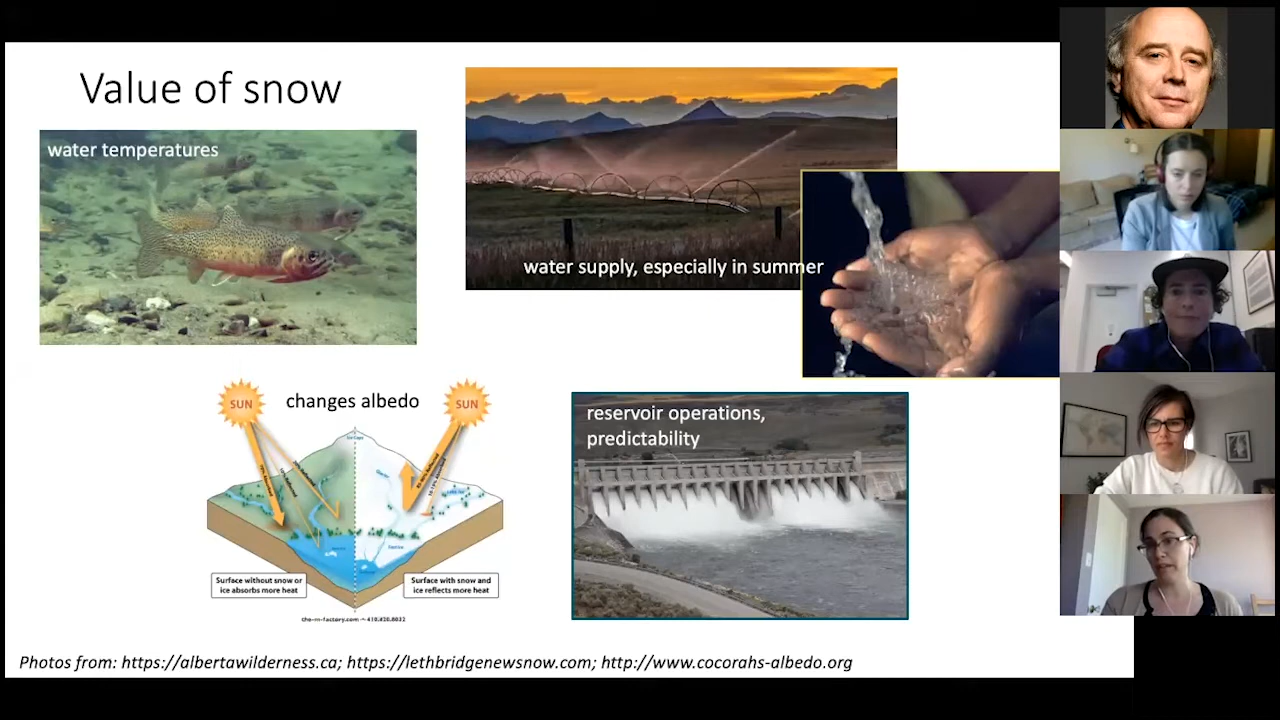 Value of snow
water temperatures
water supply, especially in summer
SUN
changes albedo
SUN
reservoir operations,
predictability
Surface without snow or
ice absorbs more heat
Surface with snow and
ice reflects more heat
Photos from: https://albertawilderness.ca; https://lethbridgenewsnow.com; http://www.cocorahs-albedo.org